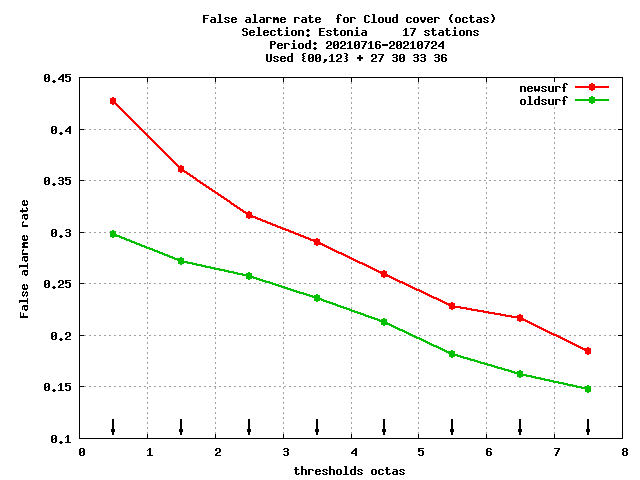 False alarme rate  for Cloud cover (octas)
Selection: Estonia     17 stations
Period: 20210716-20210724
Used {00,12} + 27 30 33 36
newsurf
oldsurf
0.45
0.4
0.35
0.3
0.25
0.2
0.15
0.1
False alarme rate
0 1 2 3 4 5 6 7 8
thresholds octas